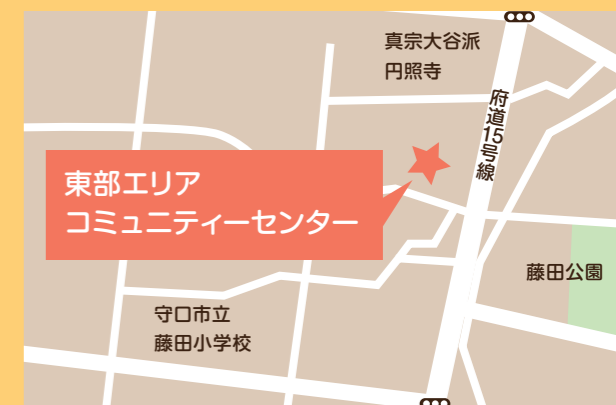 真宗大谷派
円照寺
府道15号線
東部エリア
コミュニティーセンター
藤田公園
守口市立
藤田小学校